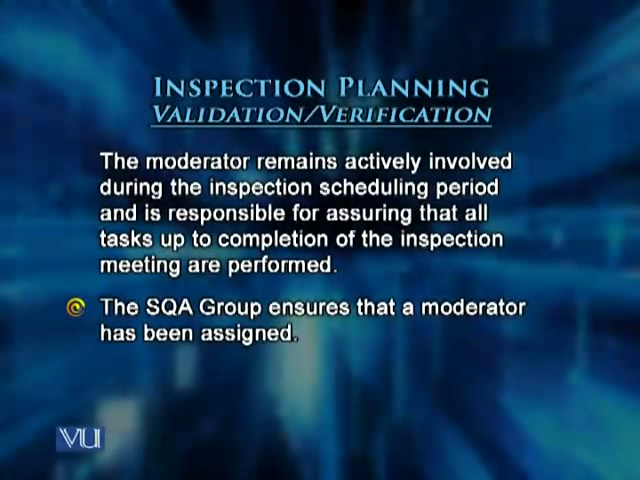 INSPECTION PLANNING
VALIDATION/VERIFICATION
The moderator remains actively involved
during the inspection scheduling period
and is responsible for assuring that all
tasks up to completion of the inspection
meeting are performed.
The SQA Group ensures that a moderator
has been assigned.
VU